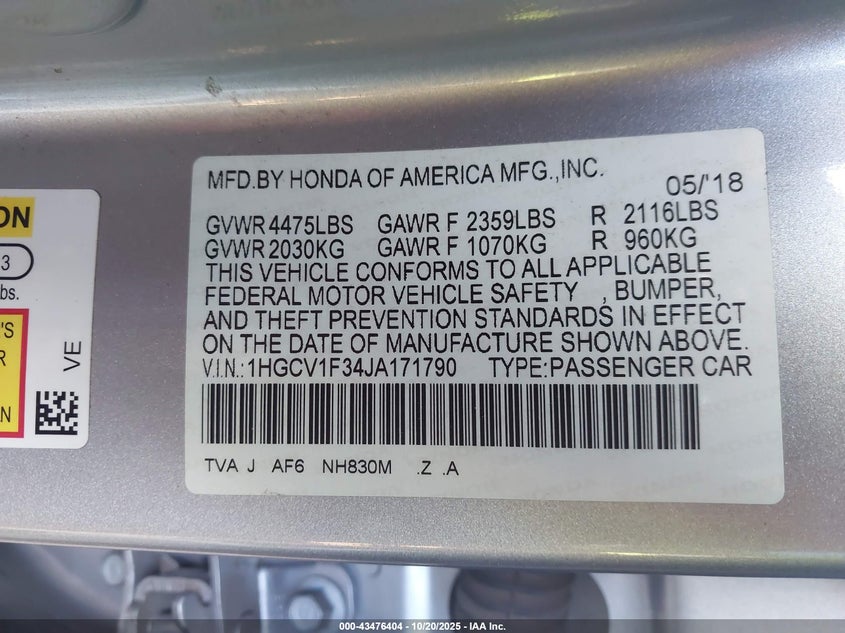 MFD.BY HONDA OF AMERICA MFG.,INC.
05/'18
GVWR 4475LBS GAWR F 2359LBS R 2116LBS
GVWR 2030KG GAWR F 1070KG R 960KG
THIS VEHICLE CONFORMS TO ALL APPLICABLE
FEDERAL MOTOR VEHICLE SAFETY , BUMPER,
AND THEFT PREVENTION STANDARDS IN EFFECT
ON THE DATE OF MANUFACTURE SHOWN ABOVE.
V.I.N.:1HGCV1F34JA171790 TYPE:PASSENGER CAR
TVA J AF6 NH830M .Z .A
ON
3
bs.
'S
R
AN
VE
000-43476404 - 10/20/2025 - IAA Inc.